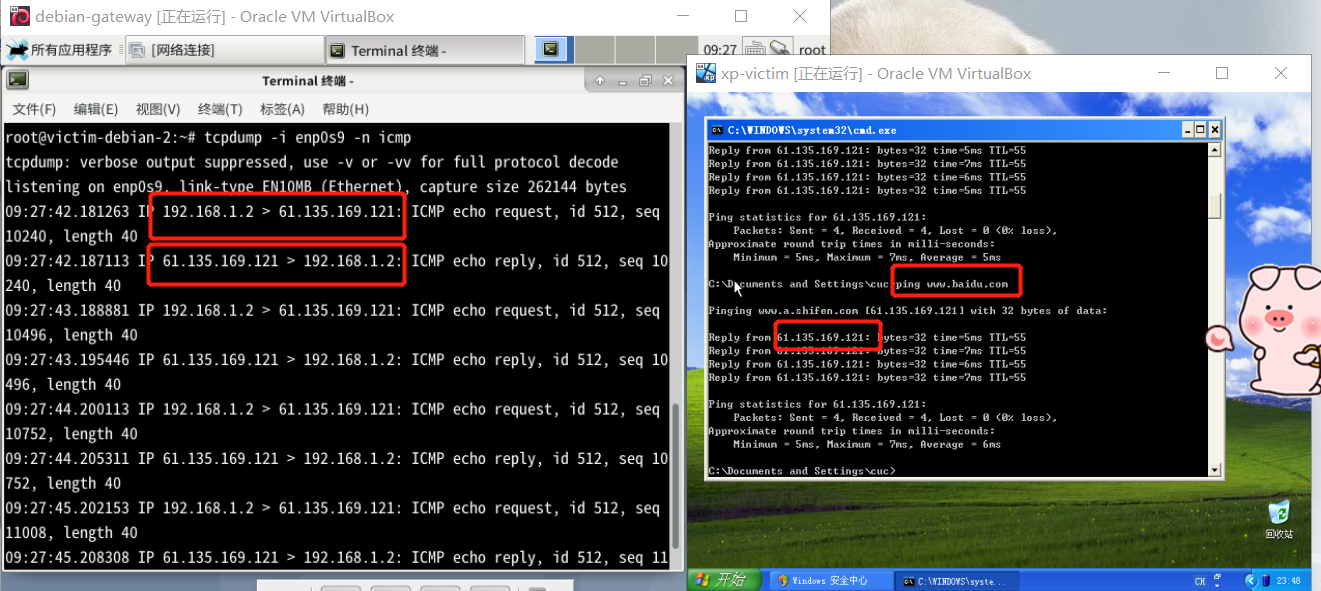 debian-gateway [正在运行] - Oracle VM VirtualBox
所有应用程序 [网络连接] Terminal 终端 - 09:27 root
Terminal 终端 -
文件(F) 编辑(E) 视图(V) 终端(T) 标签(A) 帮助(H)
root@victim-debian-2:~# tcpdump -i enp0s9 -n icmp
tcpdump: verbose output suppressed, use -v or -vv for full protocol decode
listening on enp0s9, link-type EN10MB (Ethernet), capture size 262144 bytes
09:27:42.181263 IP 192.168.1.2 > 61.135.169.121: ICMP echo request, id 512, seq
10240, length 40
09:27:42.187113 IP 61.135.169.121 > 192.168.1.2: ICMP echo reply, id 512, seq 10
240, length 40
09:27:43.188881 IP 192.168.1.2 > 61.135.169.121: ICMP echo request, id 512, seq
10496, length 40
09:27:43.195446 IP 61.135.169.121 > 192.168.1.2: ICMP echo reply, id 512, seq 10
496, length 40
09:27:44.200113 IP 192.168.1.2 > 61.135.169.121: ICMP echo request, id 512, seq
10752, length 40
09:27:44.205311 IP 61.135.169.121 > 192.168.1.2: ICMP echo reply, id 512, seq 10
752, length 40
09:27:45.202153 IP 192.168.1.2 > 61.135.169.121: ICMP echo request, id 512, seq
11008, length 40
09:27:45.208308 IP 61.135.169.121 > 192.168.1.2: ICMP echo reply, id 512, seq 11
xp-victim [正在运行] - Oracle VM VirtualBox
C:\WINDOWS\system32\cmd.exe
Reply from 61.135.169.121: bytes=32 time=5ms TTL=55
Reply from 61.135.169.121: bytes=32 time=7ms TTL=55
Reply from 61.135.169.121: bytes=32 time=6ms TTL=55
Reply from 61.135.169.121: bytes=32 time=5ms TTL=55
Ping statistics for 61.135.169.121:
Packets: Sent = 4, Received = 4, Lost = 0 (0% loss),
Approximate round trip times in milli-seconds:
Minimum = 5ms, Maximum = 7ms, Average = 5ms
C:\Documents and Settings\cuc>ping www.baidu.com
Pinging www.a.shifen.com [61.135.169.121] with 32 bytes of data:
Reply from 61.135.169.121: bytes=32 time=5ms TTL=55
Reply from 61.135.169.121: bytes=32 time=7ms TTL=55
Reply from 61.135.169.121: bytes=32 time=6ms TTL=55
Reply from 61.135.169.121: bytes=32 time=7ms TTL=55
Ping statistics for 61.135.169.121:
Packets: Sent = 4, Received = 4, Lost = 0 (0% loss),
Approximate round trip times in milli-seconds:
Minimum = 5ms, Maximum = 7ms, Average = 6ms
C:\Documents and Settings\cuc>
回收站
开始 Windows 安全中心 C:\WINDOWS\syste... CH 23:48